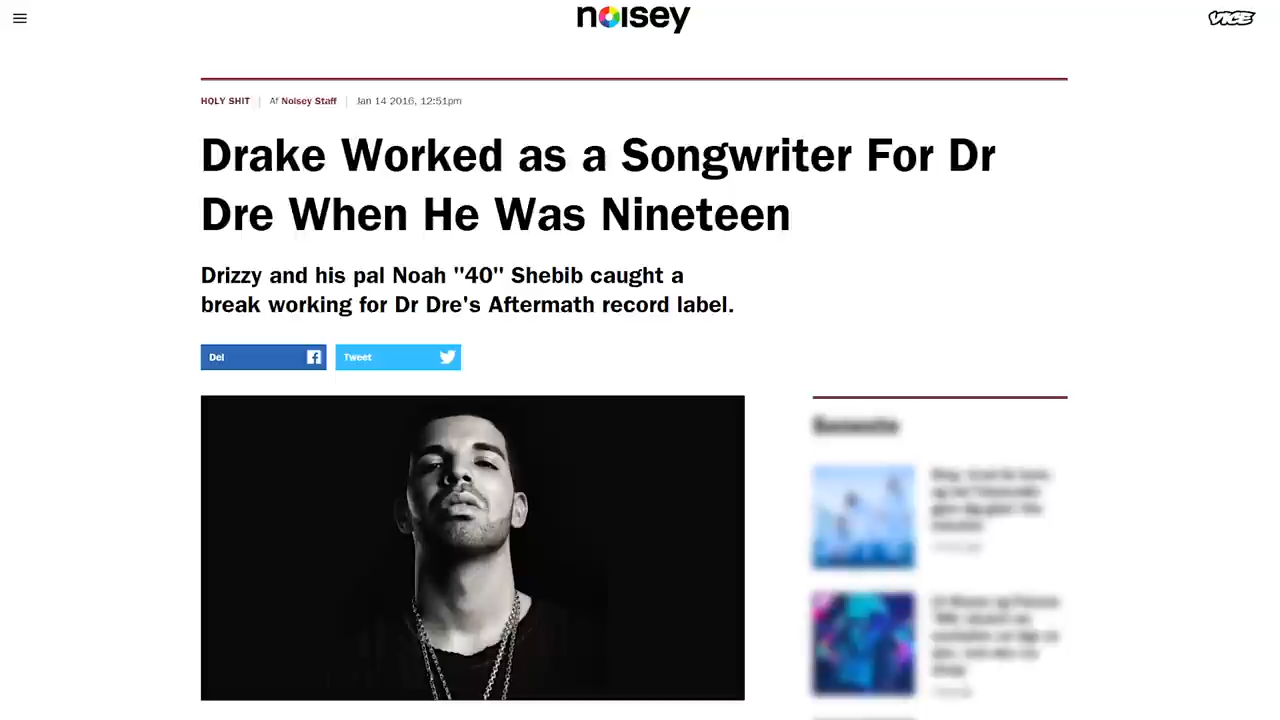 noisey
VICE
HOLY SHIT | Af Noisey Staff | Jan 14 2016, 12:51pm
Drake Worked as a Songwriter For Dr
Dre When He Was Nineteen
Drizzy and his pal Noah "40" Shebib caught a
break working for Dr Dre's Aftermath record label.
Del
Tweet